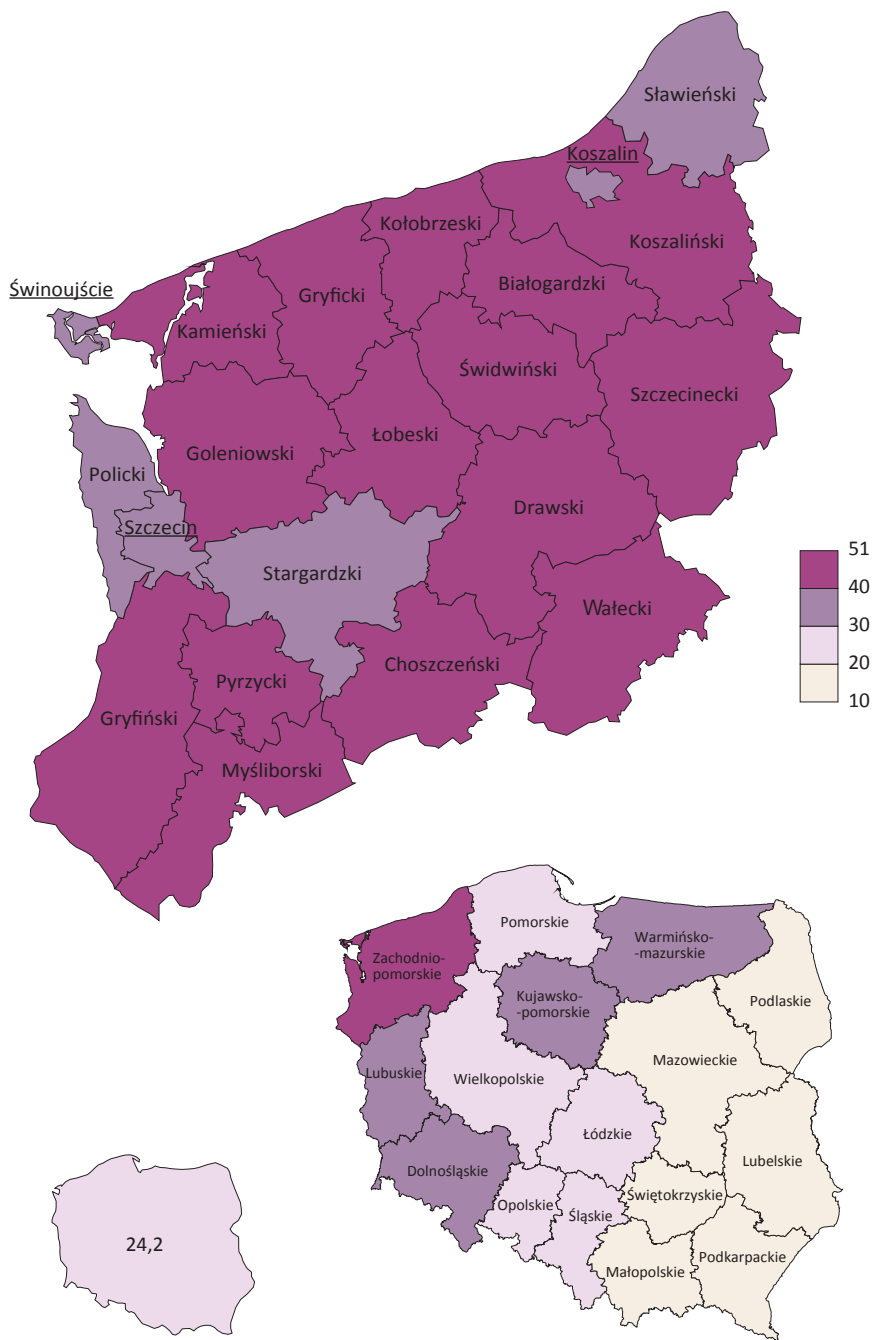 Sławieński
Koszalin
Kołobrzeski
Koszaliński
Świnoujście
Gryficki
Białogardzki
Kamieński
Świdwiński
Szczecinecki
Łobeski
Goleniowski
Policki
Drawski
Szczecin
Stargardzki
51
40
30
20
10
Wałecki
Choszczeński
Pyrzycki
Gryfiński
Myśliborski
Pomorskie
Warmińsko-
-mazurskie
Zachodnio-
pomorskie
Kujawsko-
-pomorskie
Podlaskie
Mazowieckie
Lubuskie
Wielkopolskie
Łódzkie
Lubelskie
Dolnośląskie
Świętokrzyskie
Opolskie
Śląskie
Podkarpackie
Małopolskie
24,2